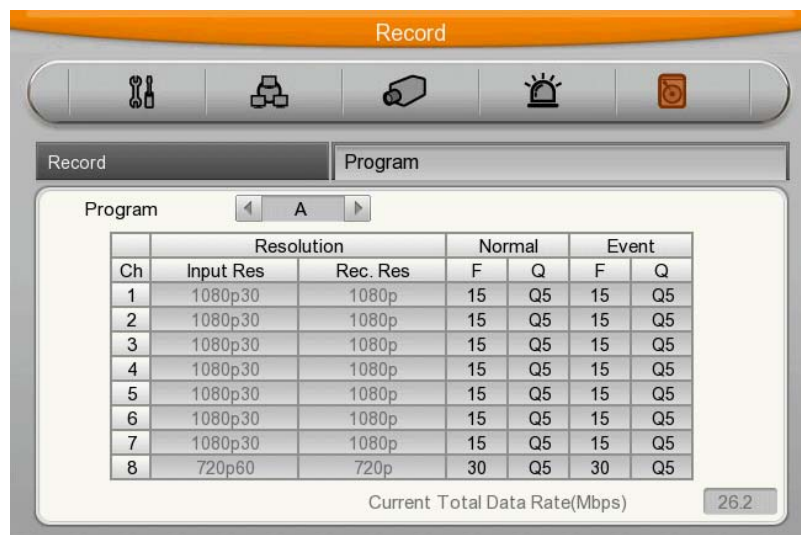 Record
Record Program
Program A
Resolution Normal Event
Ch Input Res Rec. Res F Q F Q
1 1080p30 1080p 15 Q5 15 Q5
2 1080p30 1080p 15 Q5 15 Q5
3 1080p30 1080p 15 Q5 15 Q5
4 1080p30 1080p 15 Q5 15 Q5
5 1080p30 1080p 15 Q5 15 Q5
6 1080p30 1080p 15 Q5 15 Q5
7 1080p30 1080p 15 Q5 15 Q5
8 720p60 720p 30 Q5 30 Q5
Current Total Data Rate(Mbps) 26.2